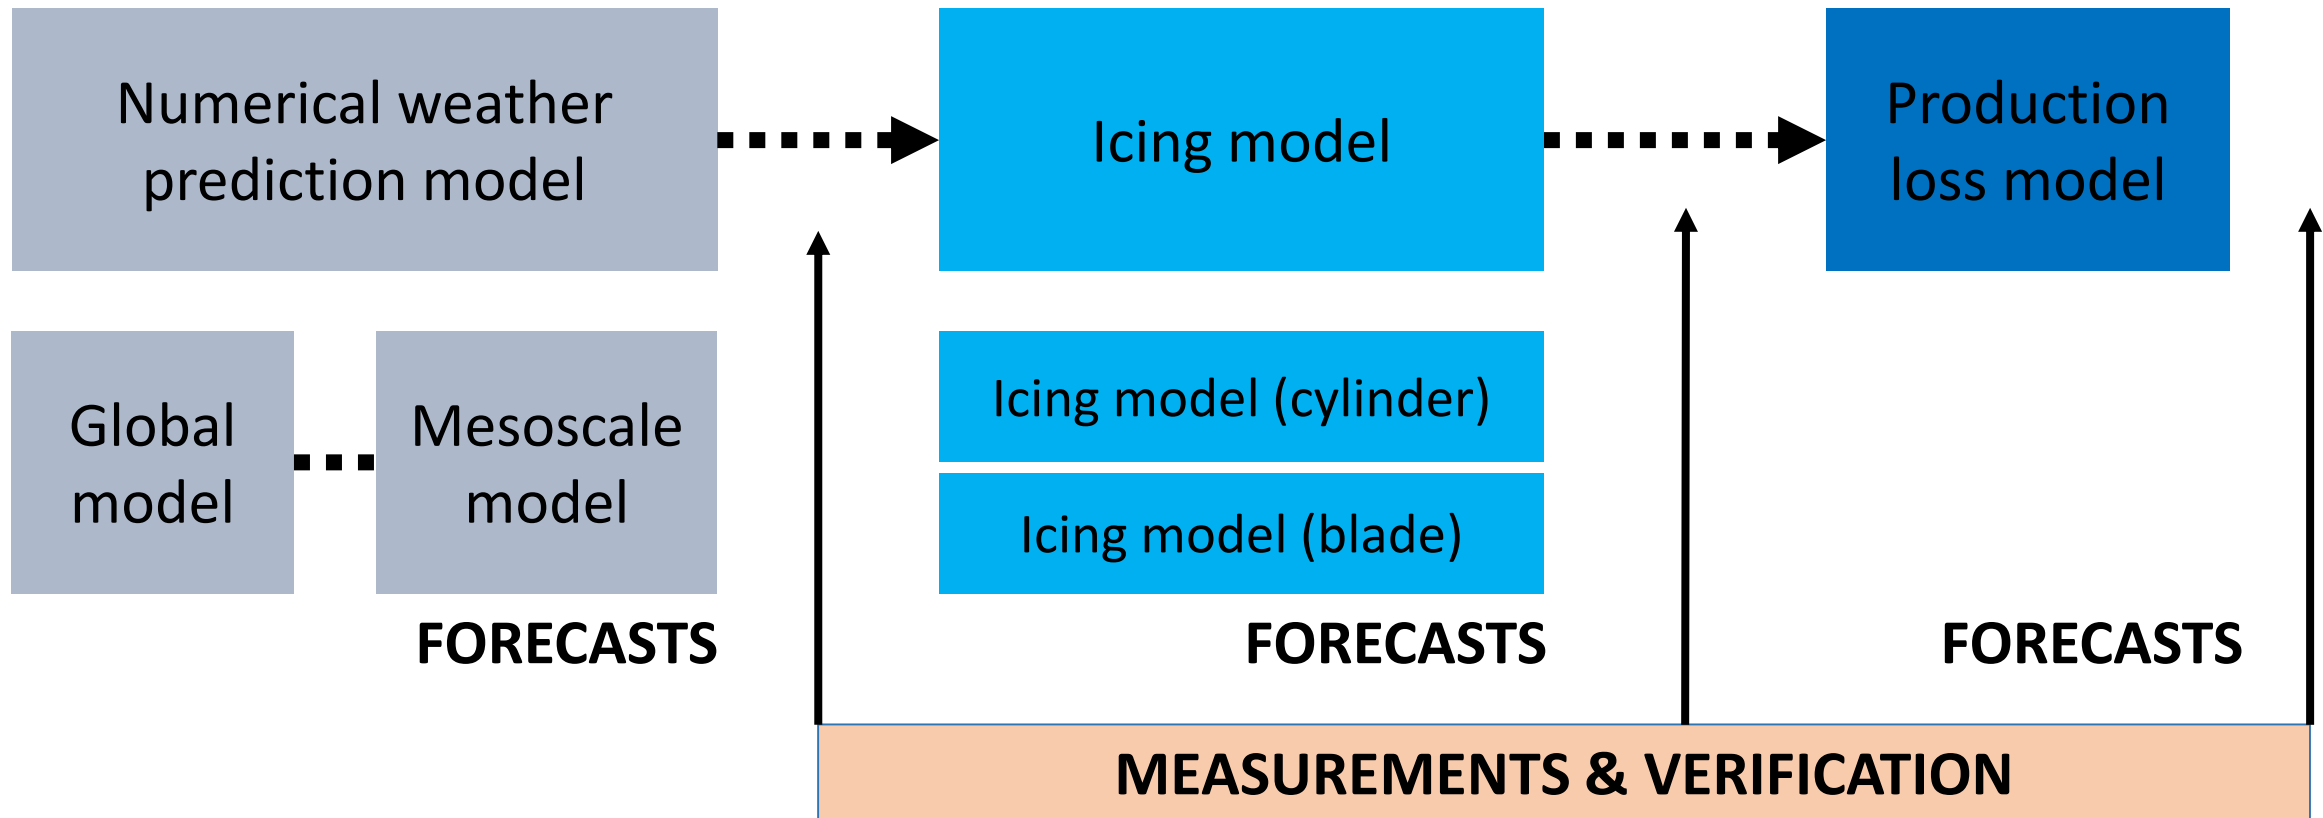 Numerical weather
prediction model
Icing model
Production
loss model
Global
model
Mesoscale
model
Icing model (cylinder)
Icing model (blade)
FORECASTS
FORECASTS
FORECASTS
MEASUREMENTS & VERIFICATION